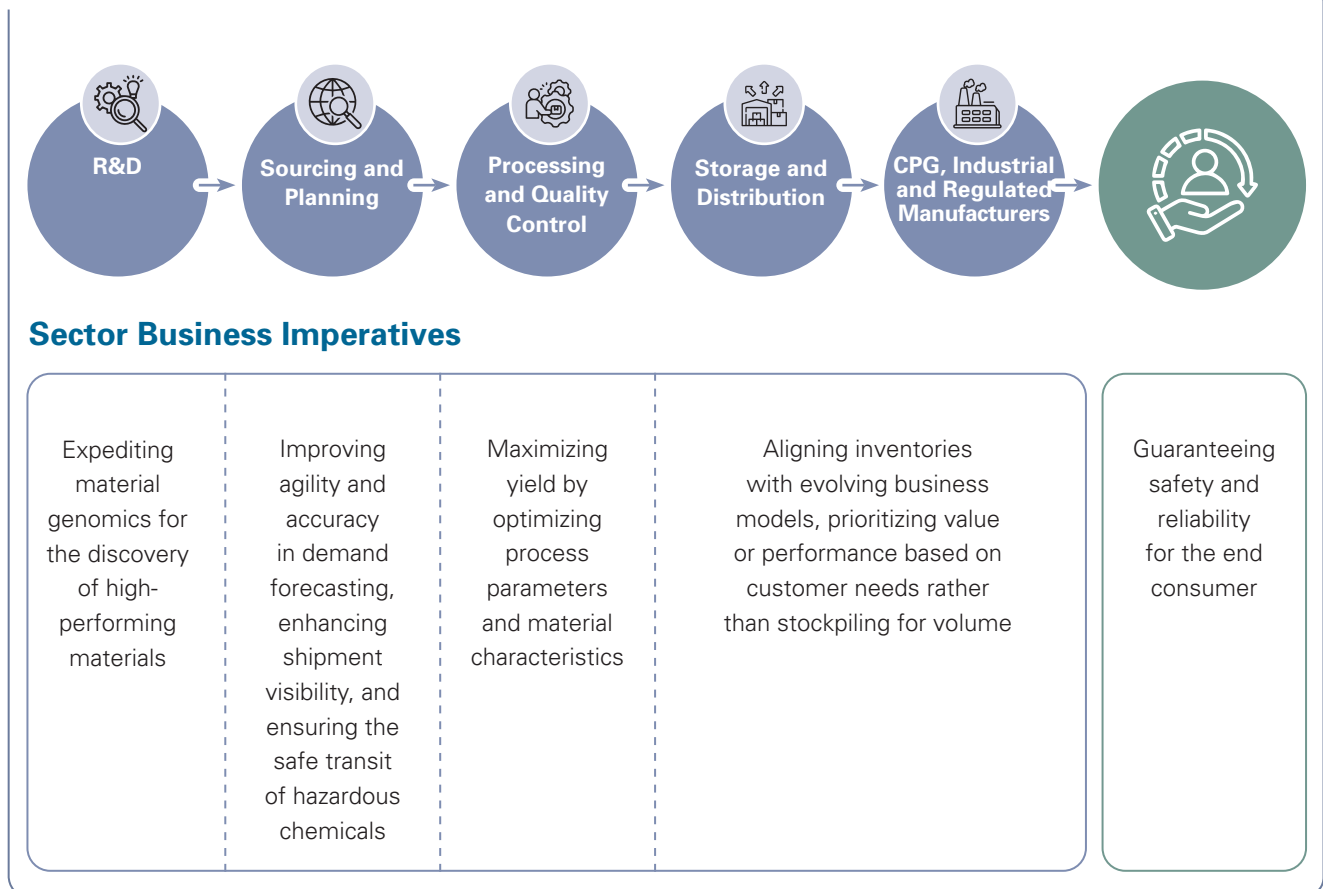 R&D
Sourcing and
Planning
Processing
and Quality
Control
Storage and
Distribution
CPG, Industrial
and Regulated
Manufacturers
Sector Business Imperatives
Expediting
material
genomics for
the discovery
of high-
performing
materials
Improving
agility and
accuracy
in demand
forecasting,
enhancing
shipment
visibility, and
ensuring the
safe transit
of hazardous
chemicals
Maximizing
yield by
optimizing
process
parameters
and material
characteristics
Aligning inventories
with evolving business
models, prioritizing value
or performance based on
customer needs rather
than stockpiling for volume
Guaranteeing
safety and
reliability
for the end
consumer